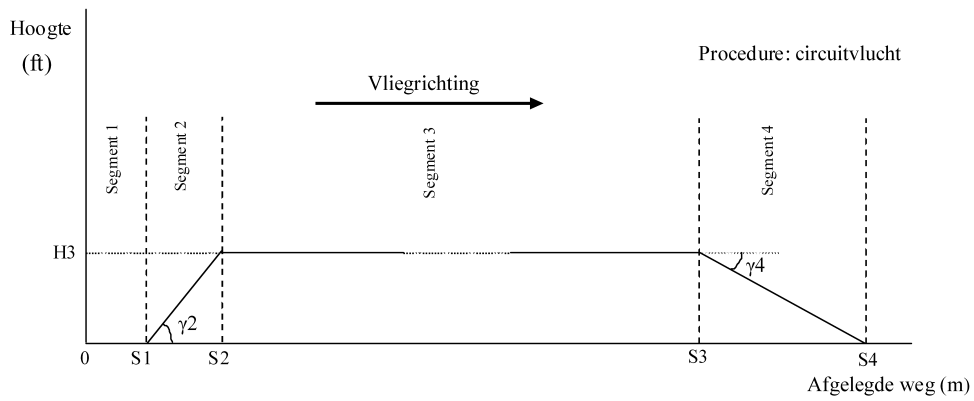 Hoogte
(ft)
Procedure: circuitvlucht
Vliegrichting
Segment 1
Segment 2
Segment 3
Segment 4
H3
γ2
γ4
0
S1
S2
S3
S4
Afgelegde weg (m)